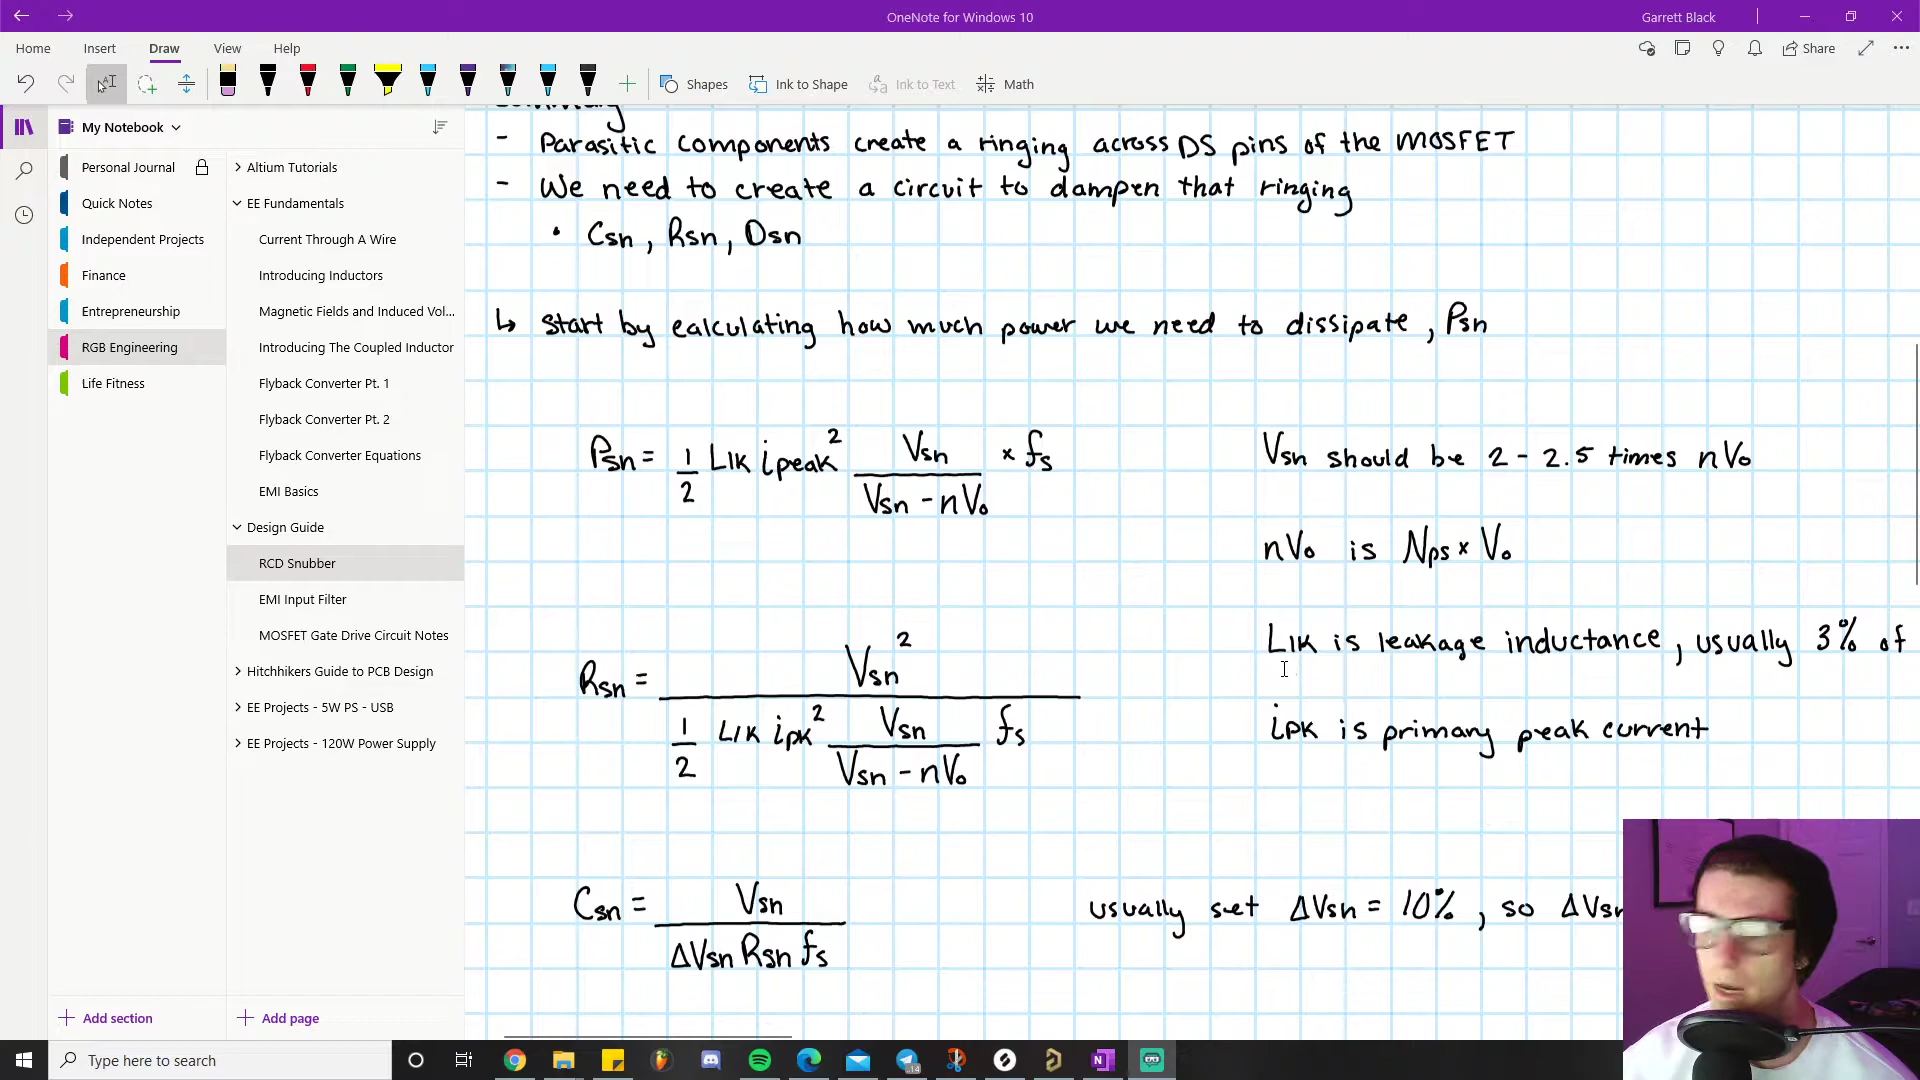 OneNote for Windows 10
Garrett Black
Home Insert Draw View Help
Share
Shapes Ink to Shape Ink to Text Math
My Notebook
Personal Journal
Quick Notes
Independent Projects
Finance
Entrepreneurship
RGB Engineering
Life Fitness
Add section
Altium Tutorials
EE Fundamentals
Current Through A Wire
Introducing Inductors
Magnetic Fields and Induced Vol...
Introducing The Coupled Inductor
Flyback Converter Pt. 1
Flyback Converter Pt. 2
Flyback Converter Equations
EMI Basics
Design Guide
RCD Snubber
EMI Input Filter
MOSFET Gate Drive Circuit Notes
Hitchhikers Guide to PCB Design
EE Projects - 5W PS - USB
EE Projects - 120W Power Supply
Add page
- Parasitic components create a ringing across DS pins of the MOSFET
- We need to create a circuit to dampen that ringing
• Csn, Rsn, Dsn
↳ start by calculating how much power we need to dissipate, Psn
Psn = 1/2 L1K ipeak² Vsn/(Vsn - nVo) × fs
Vsn should be 2 - 2.5 times nVo
nVo is Nps × Vo
Rsn = Vsn² / (1/2 L1K ipk² Vsn/(Vsn - nVo) fs)
L1K is leakage inductance, usually 3% of
ipk is primary peak current
Csn = Vsn / (ΔVsn Rsn fs)
usually set ΔVsn = 10%, so ΔVsn
Type here to search
14